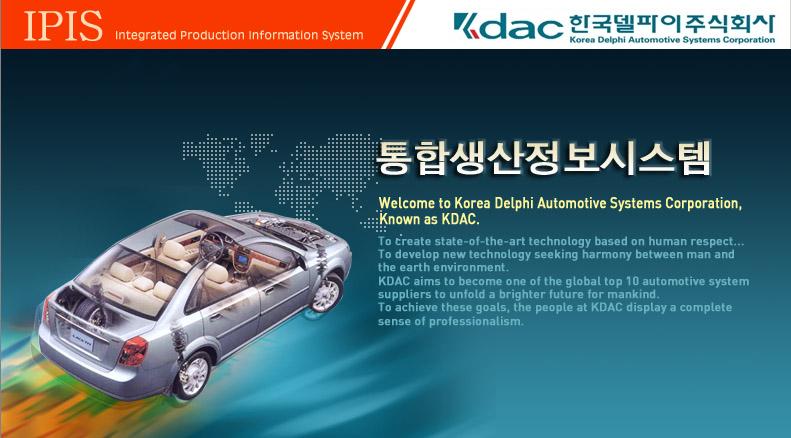 IPIS Integrated Production Information System
Kdac 한국델파이주식회사
Korea Delphi Automotive Systems Corporation
통합생산정보시스템
Welcome to Korea Delphi Automotive Systems Corporation,
Known as KDAC.
To create state-of-the-art technology based on human respect...
To develop new technology seeking harmony between man and
the earth environment.
KDAC aims to become one of the global top 10 automotive system
suppliers to unfold a brighter future for mankind.
To achieve these goals, the people at KDAC display a complete
sense of professionalism.